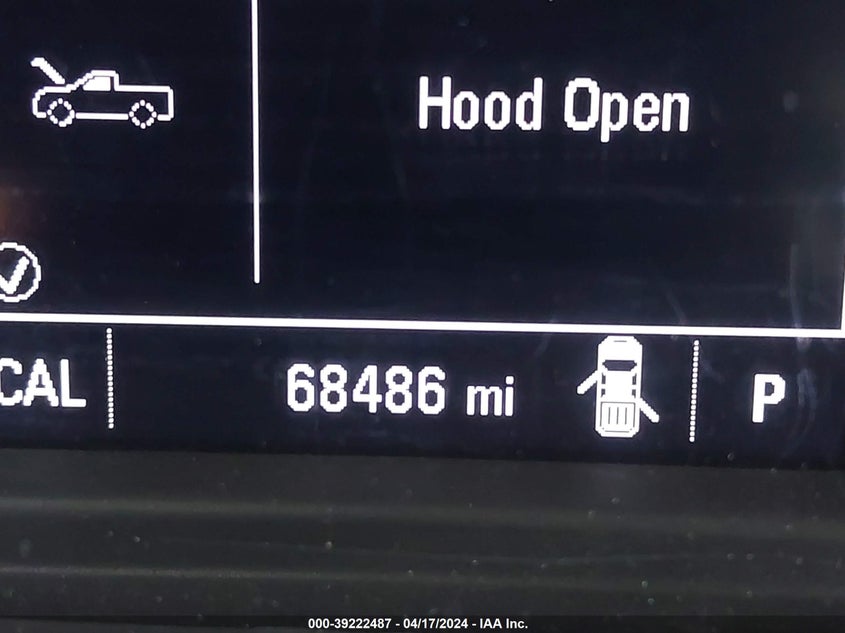 Hood Open
CAL
68486 mi
P
000-39222487 - 04/17/2024 - IAA Inc.